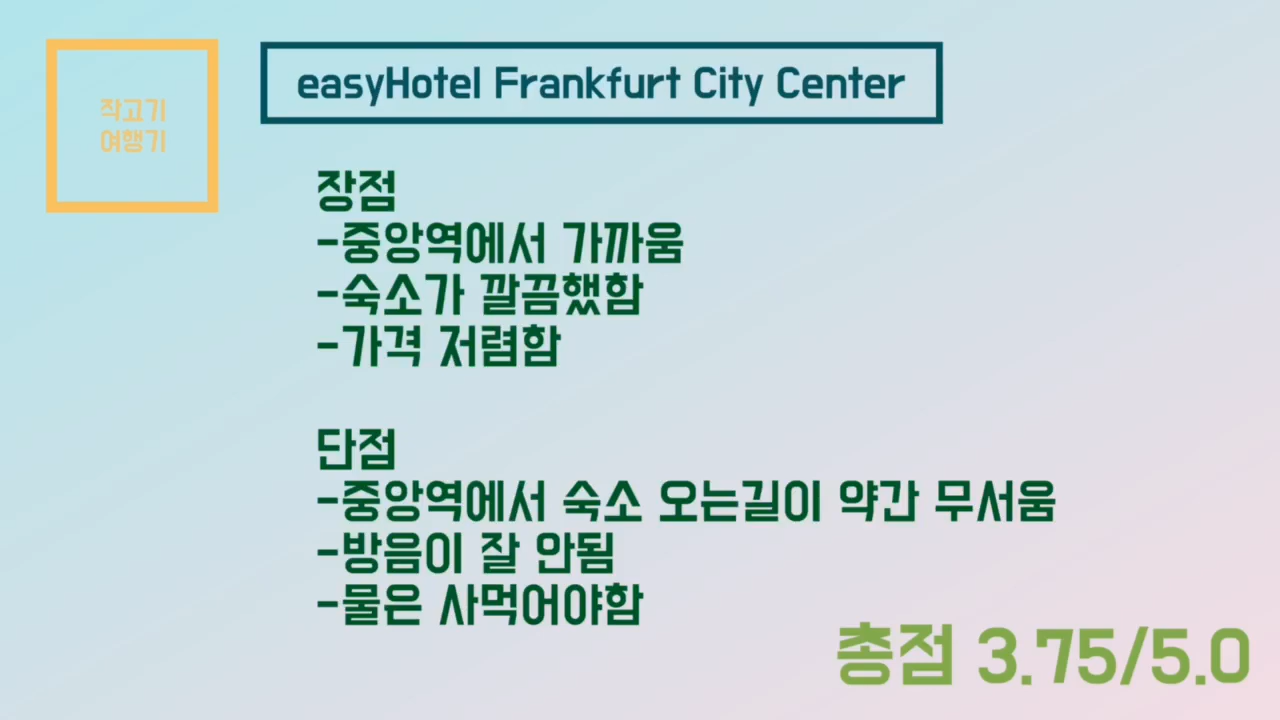 작고기
여행기
easyHotel Frankfurt City Center
장점
-중앙역에서 가까움
-숙소가 깔끔했함
-가격 저렴함
단점
-중앙역에서 숙소 오는길이 약간 무서움
-방음이 잘 안됨
-물은 사먹어야함
총점 3.75/5.0